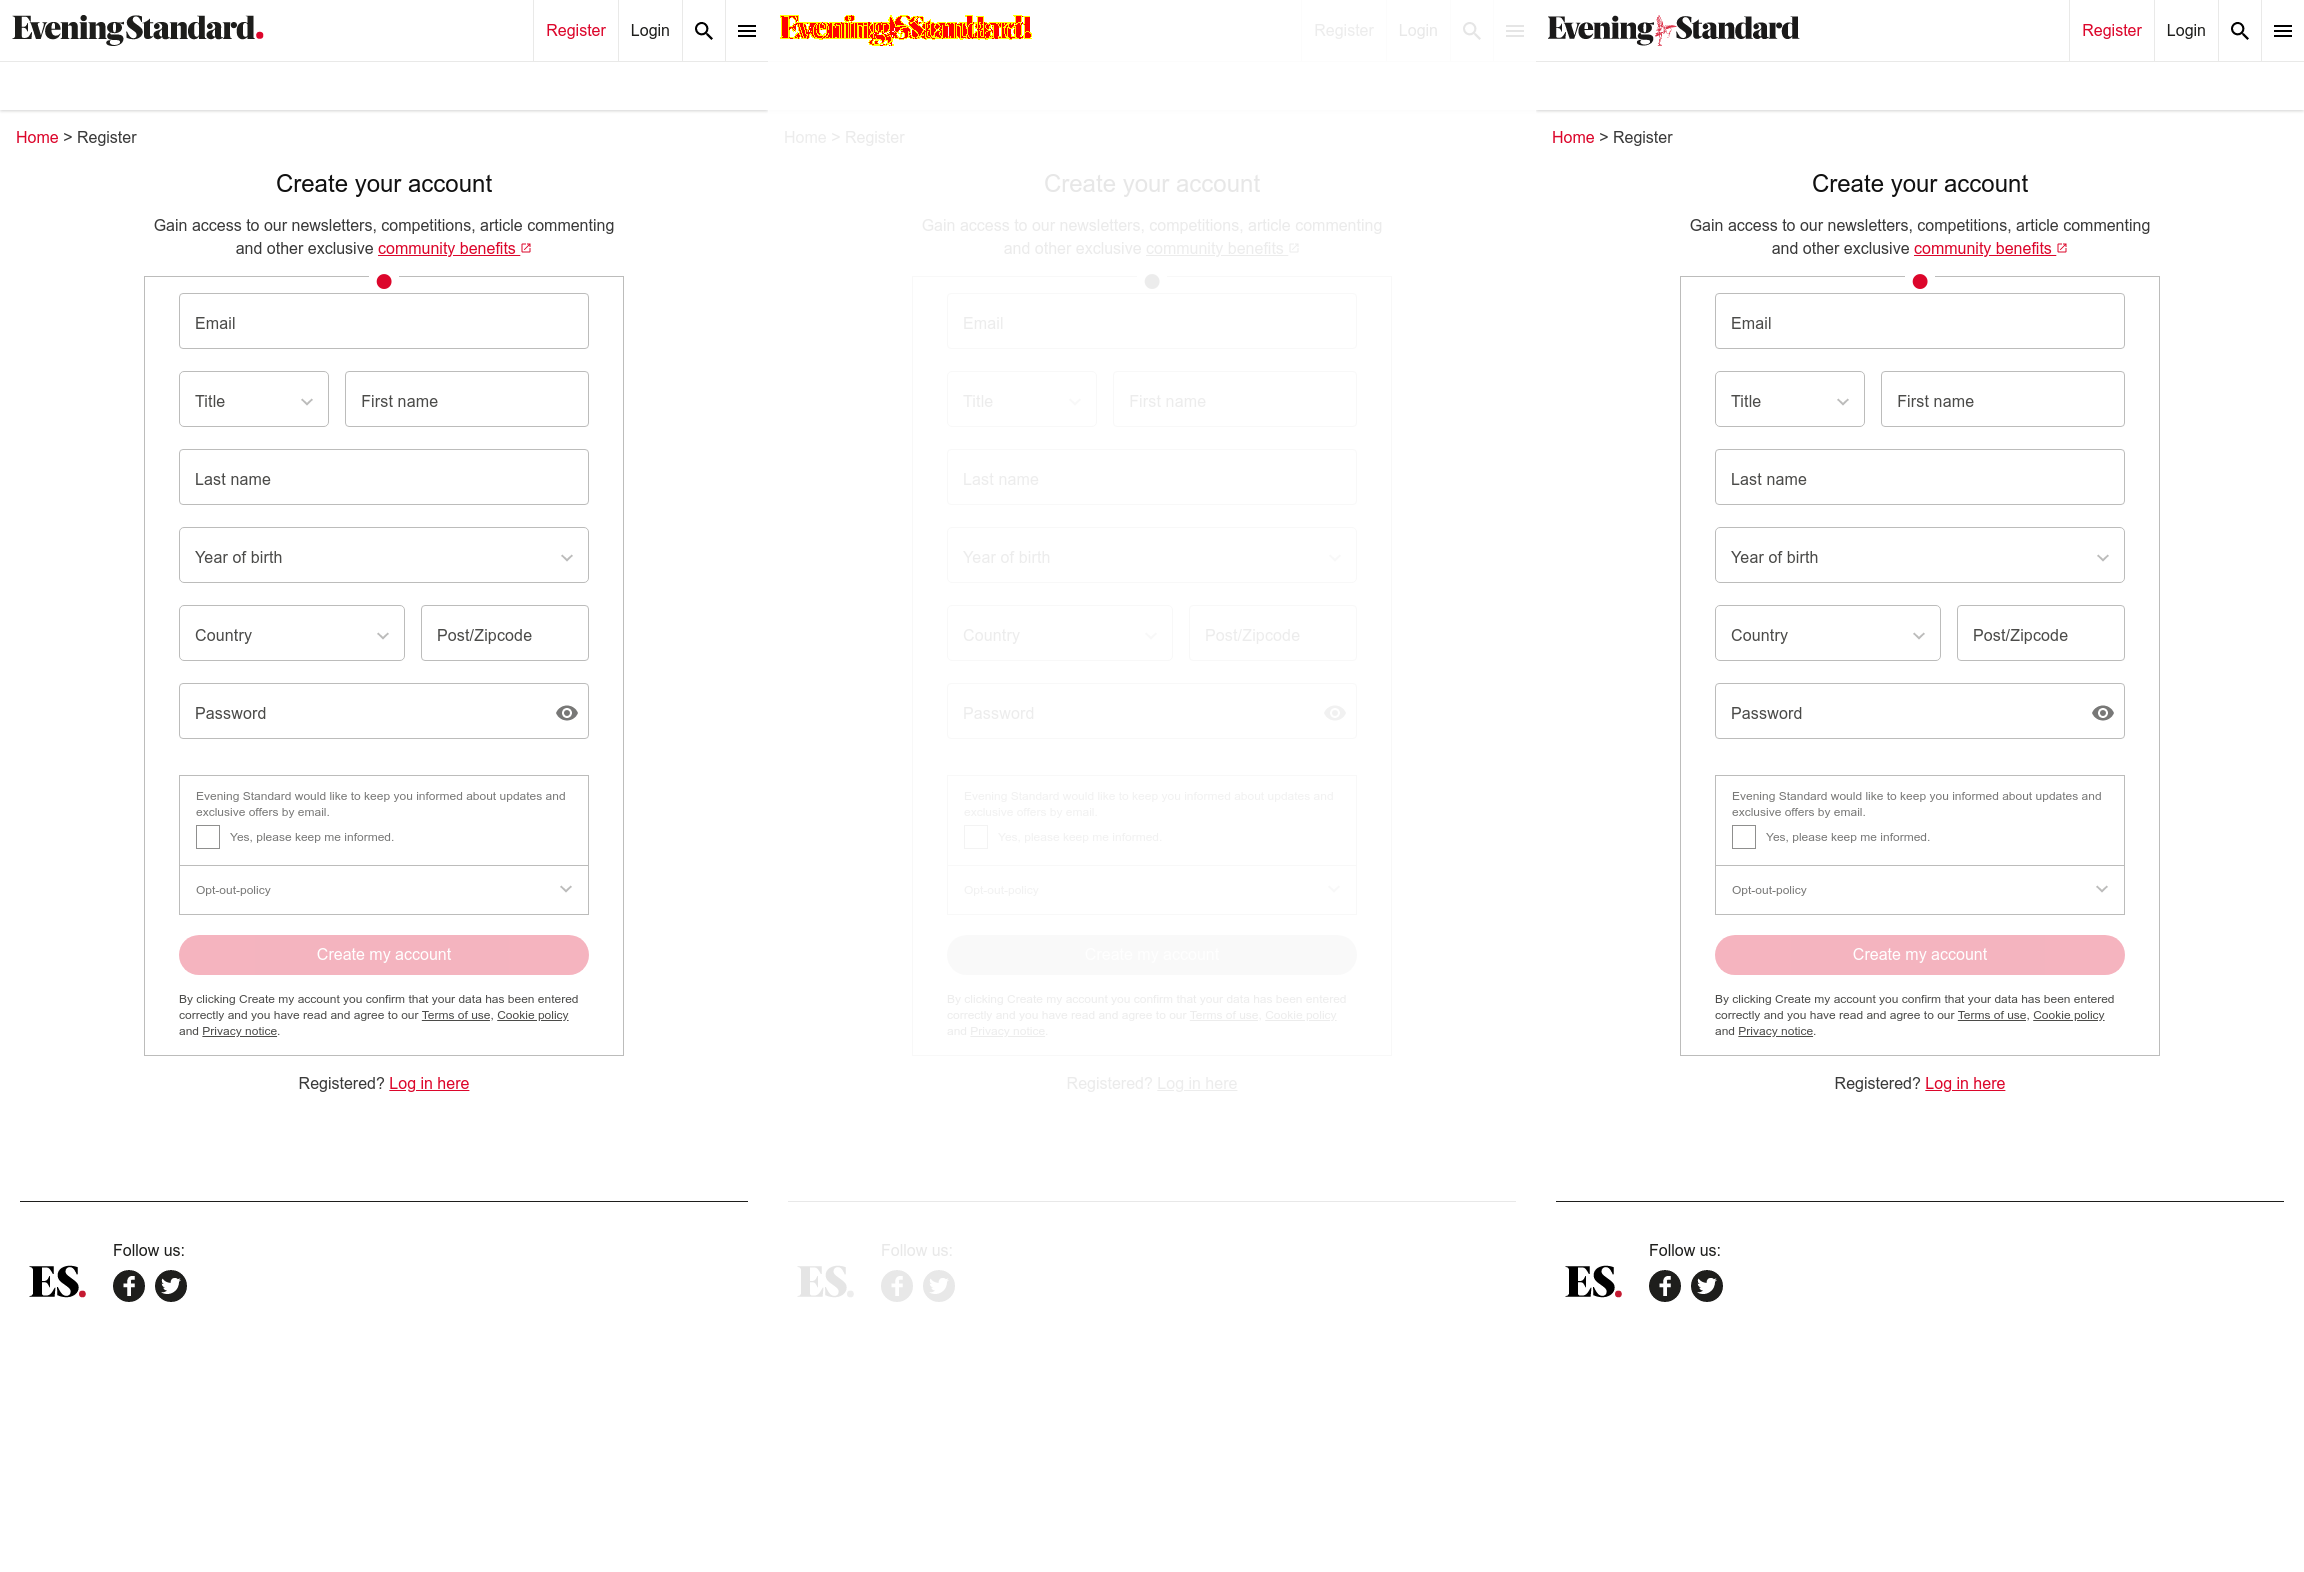 Evening Standard.
Register
Login
Home > Register
Create your account
Gain access to our newsletters, competitions, article commenting
and other exclusive community benefits
Email
Title
First name
Last name
Year of birth
Country
Post/Zipcode
Password
Evening Standard would like to keep you informed about updates and
exclusive offers by email.
Yes, please keep me informed.
Opt-out-policy
Create my account
By clicking Create my account you confirm that your data has been entered
correctly and you have read and agree to our Terms of use, Cookie policy
and Privacy notice.
Registered? Log in here
Follow us:
ES.
Evening Standard
Register
Login
Home > Register
Create your account
Gain access to our newsletters, competitions, article commenting
and other exclusive community benefits
Email
Title
First name
Last name
Year of birth
Country
Post/Zipcode
Password
Evening Standard would like to keep you informed about updates and
exclusive offers by email.
Yes, please keep me informed.
Opt-out-policy
Create my account
By clicking Create my account you confirm that your data has been entered
correctly and you have read and agree to our Terms of use, Cookie policy
and Privacy notice.
Registered? Log in here
Follow us:
ES.
Evening Standard
Register
Login
Home > Register
Create your account
Gain access to our newsletters, competitions, article commenting
and other exclusive community benefits
Email
Title
First name
Last name
Year of birth
Country
Post/Zipcode
Password
Evening Standard would like to keep you informed about updates and
exclusive offers by email.
Yes, please keep me informed.
Opt-out-policy
Create my account
By clicking Create my account you confirm that your data has been entered
correctly and you have read and agree to our Terms of use, Cookie policy
and Privacy notice.
Registered? Log in here
Follow us:
ES.